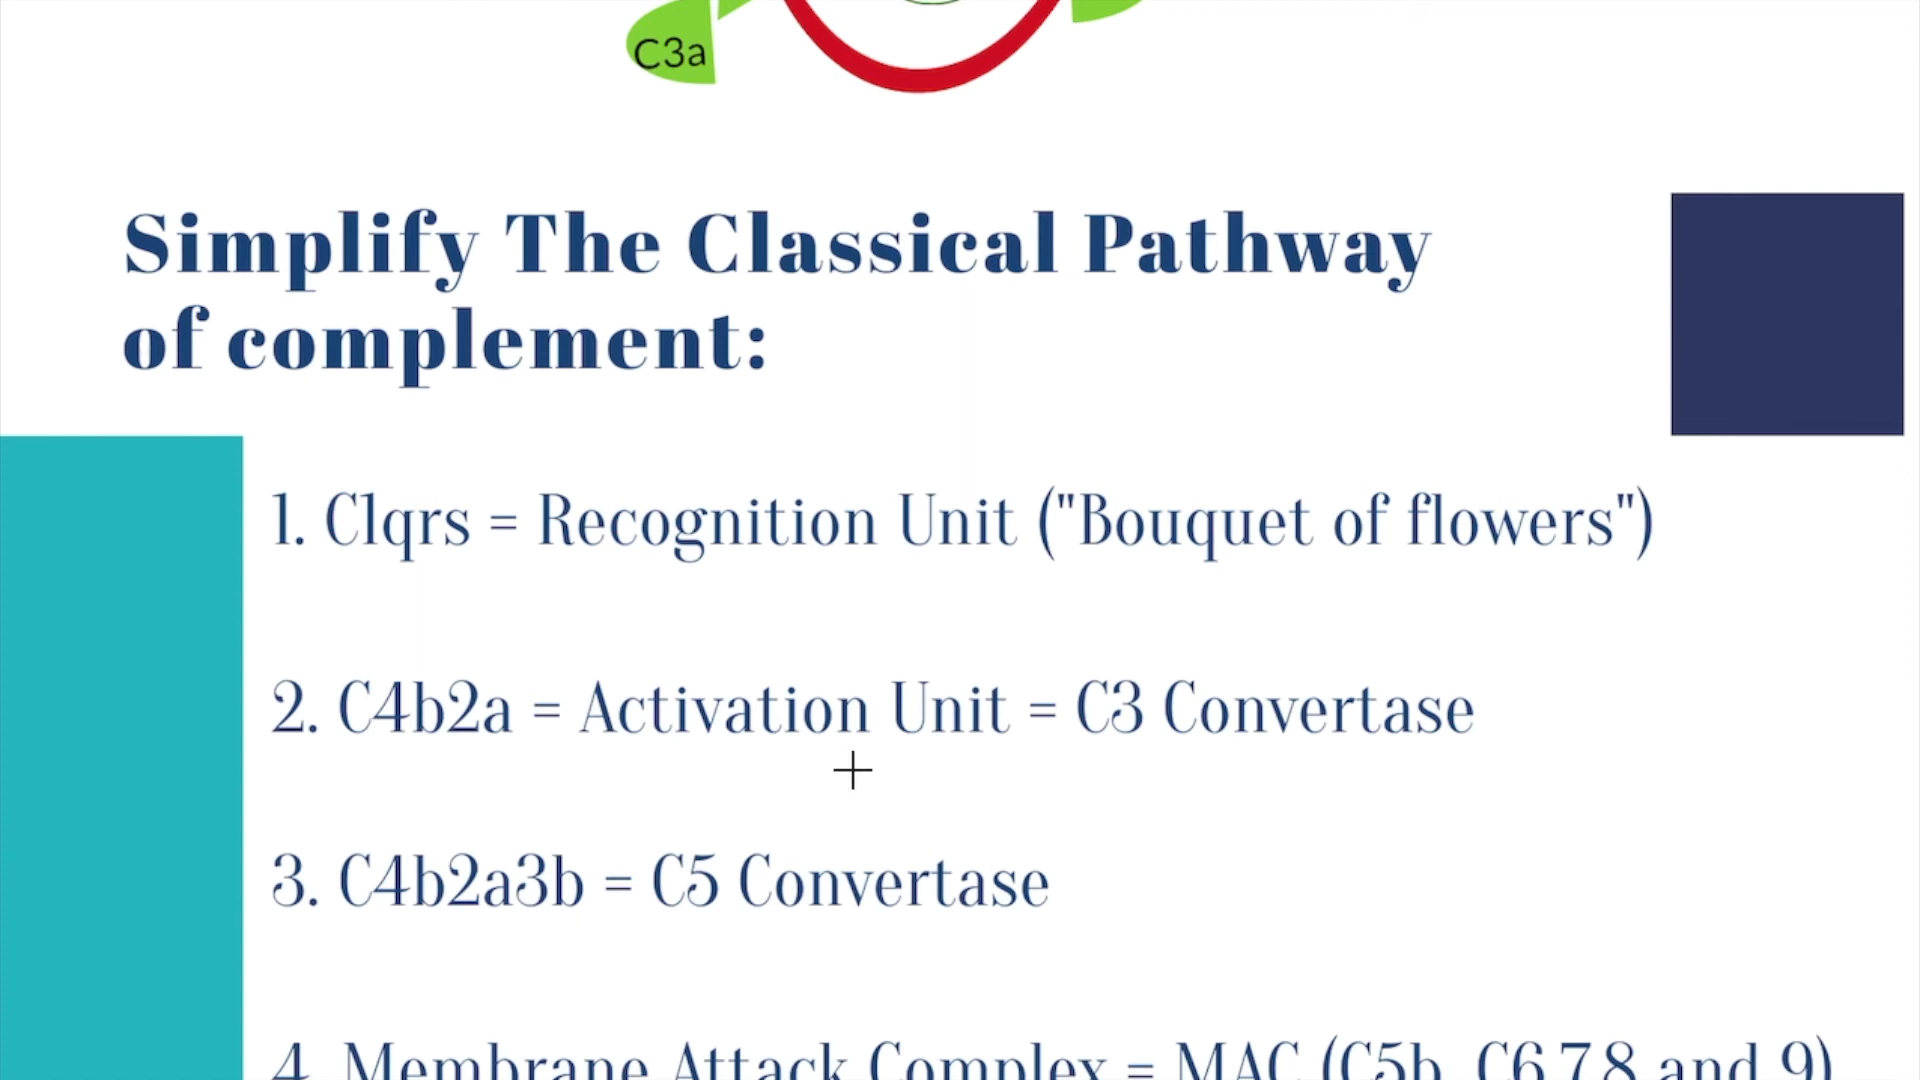 C3a
Simplify The Classical Pathway
of complement:
1. C1qrs = Recognition Unit ("Bouquet of flowers")
2. C4b2a = Activation Unit = C3 Convertase
3. C4b2a3b = C5 Convertase
4. Membrane Attack Complex = MAC (C5b, C6,7,8 and 9)